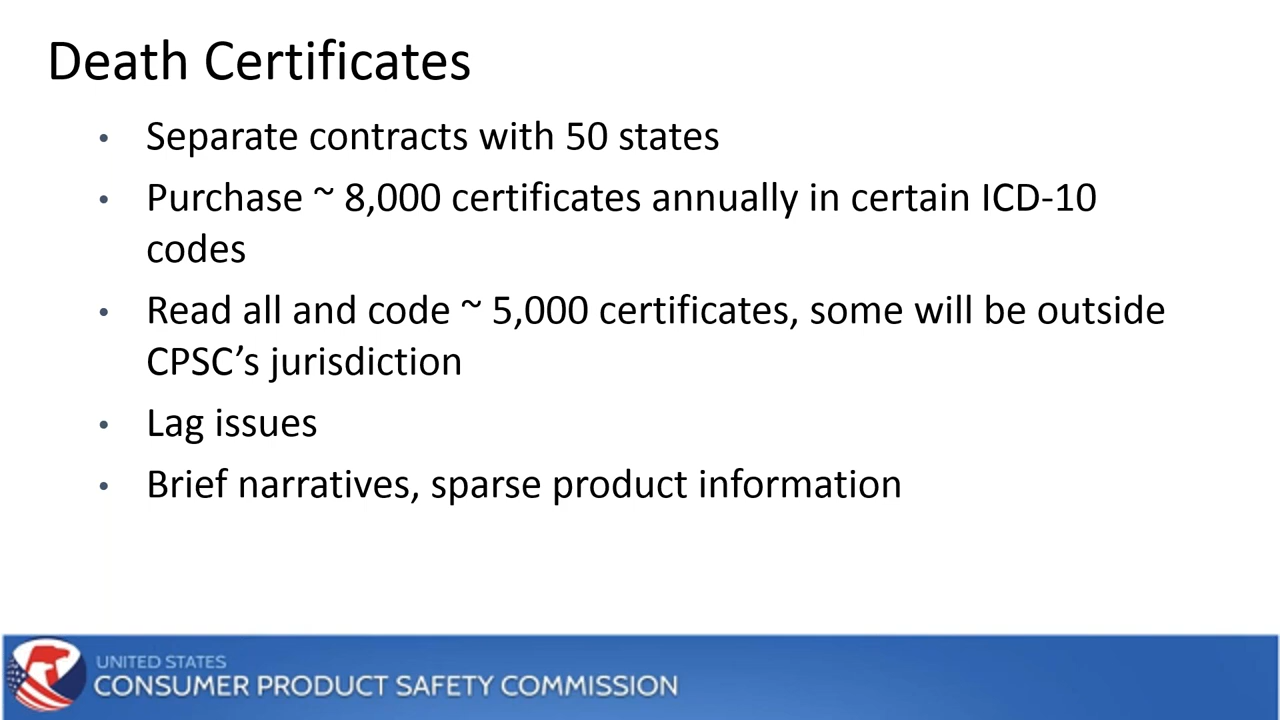 Death Certificates
• Separate contracts with 50 states
• Purchase ~ 8,000 certificates annually in certain ICD-10
codes
• Read all and code ~ 5,000 certificates, some will be outside
CPSC’s jurisdiction
• Lag issues
• Brief narratives, sparse product information
UNITED STATES
CONSUMER PRODUCT SAFETY COMMISSION